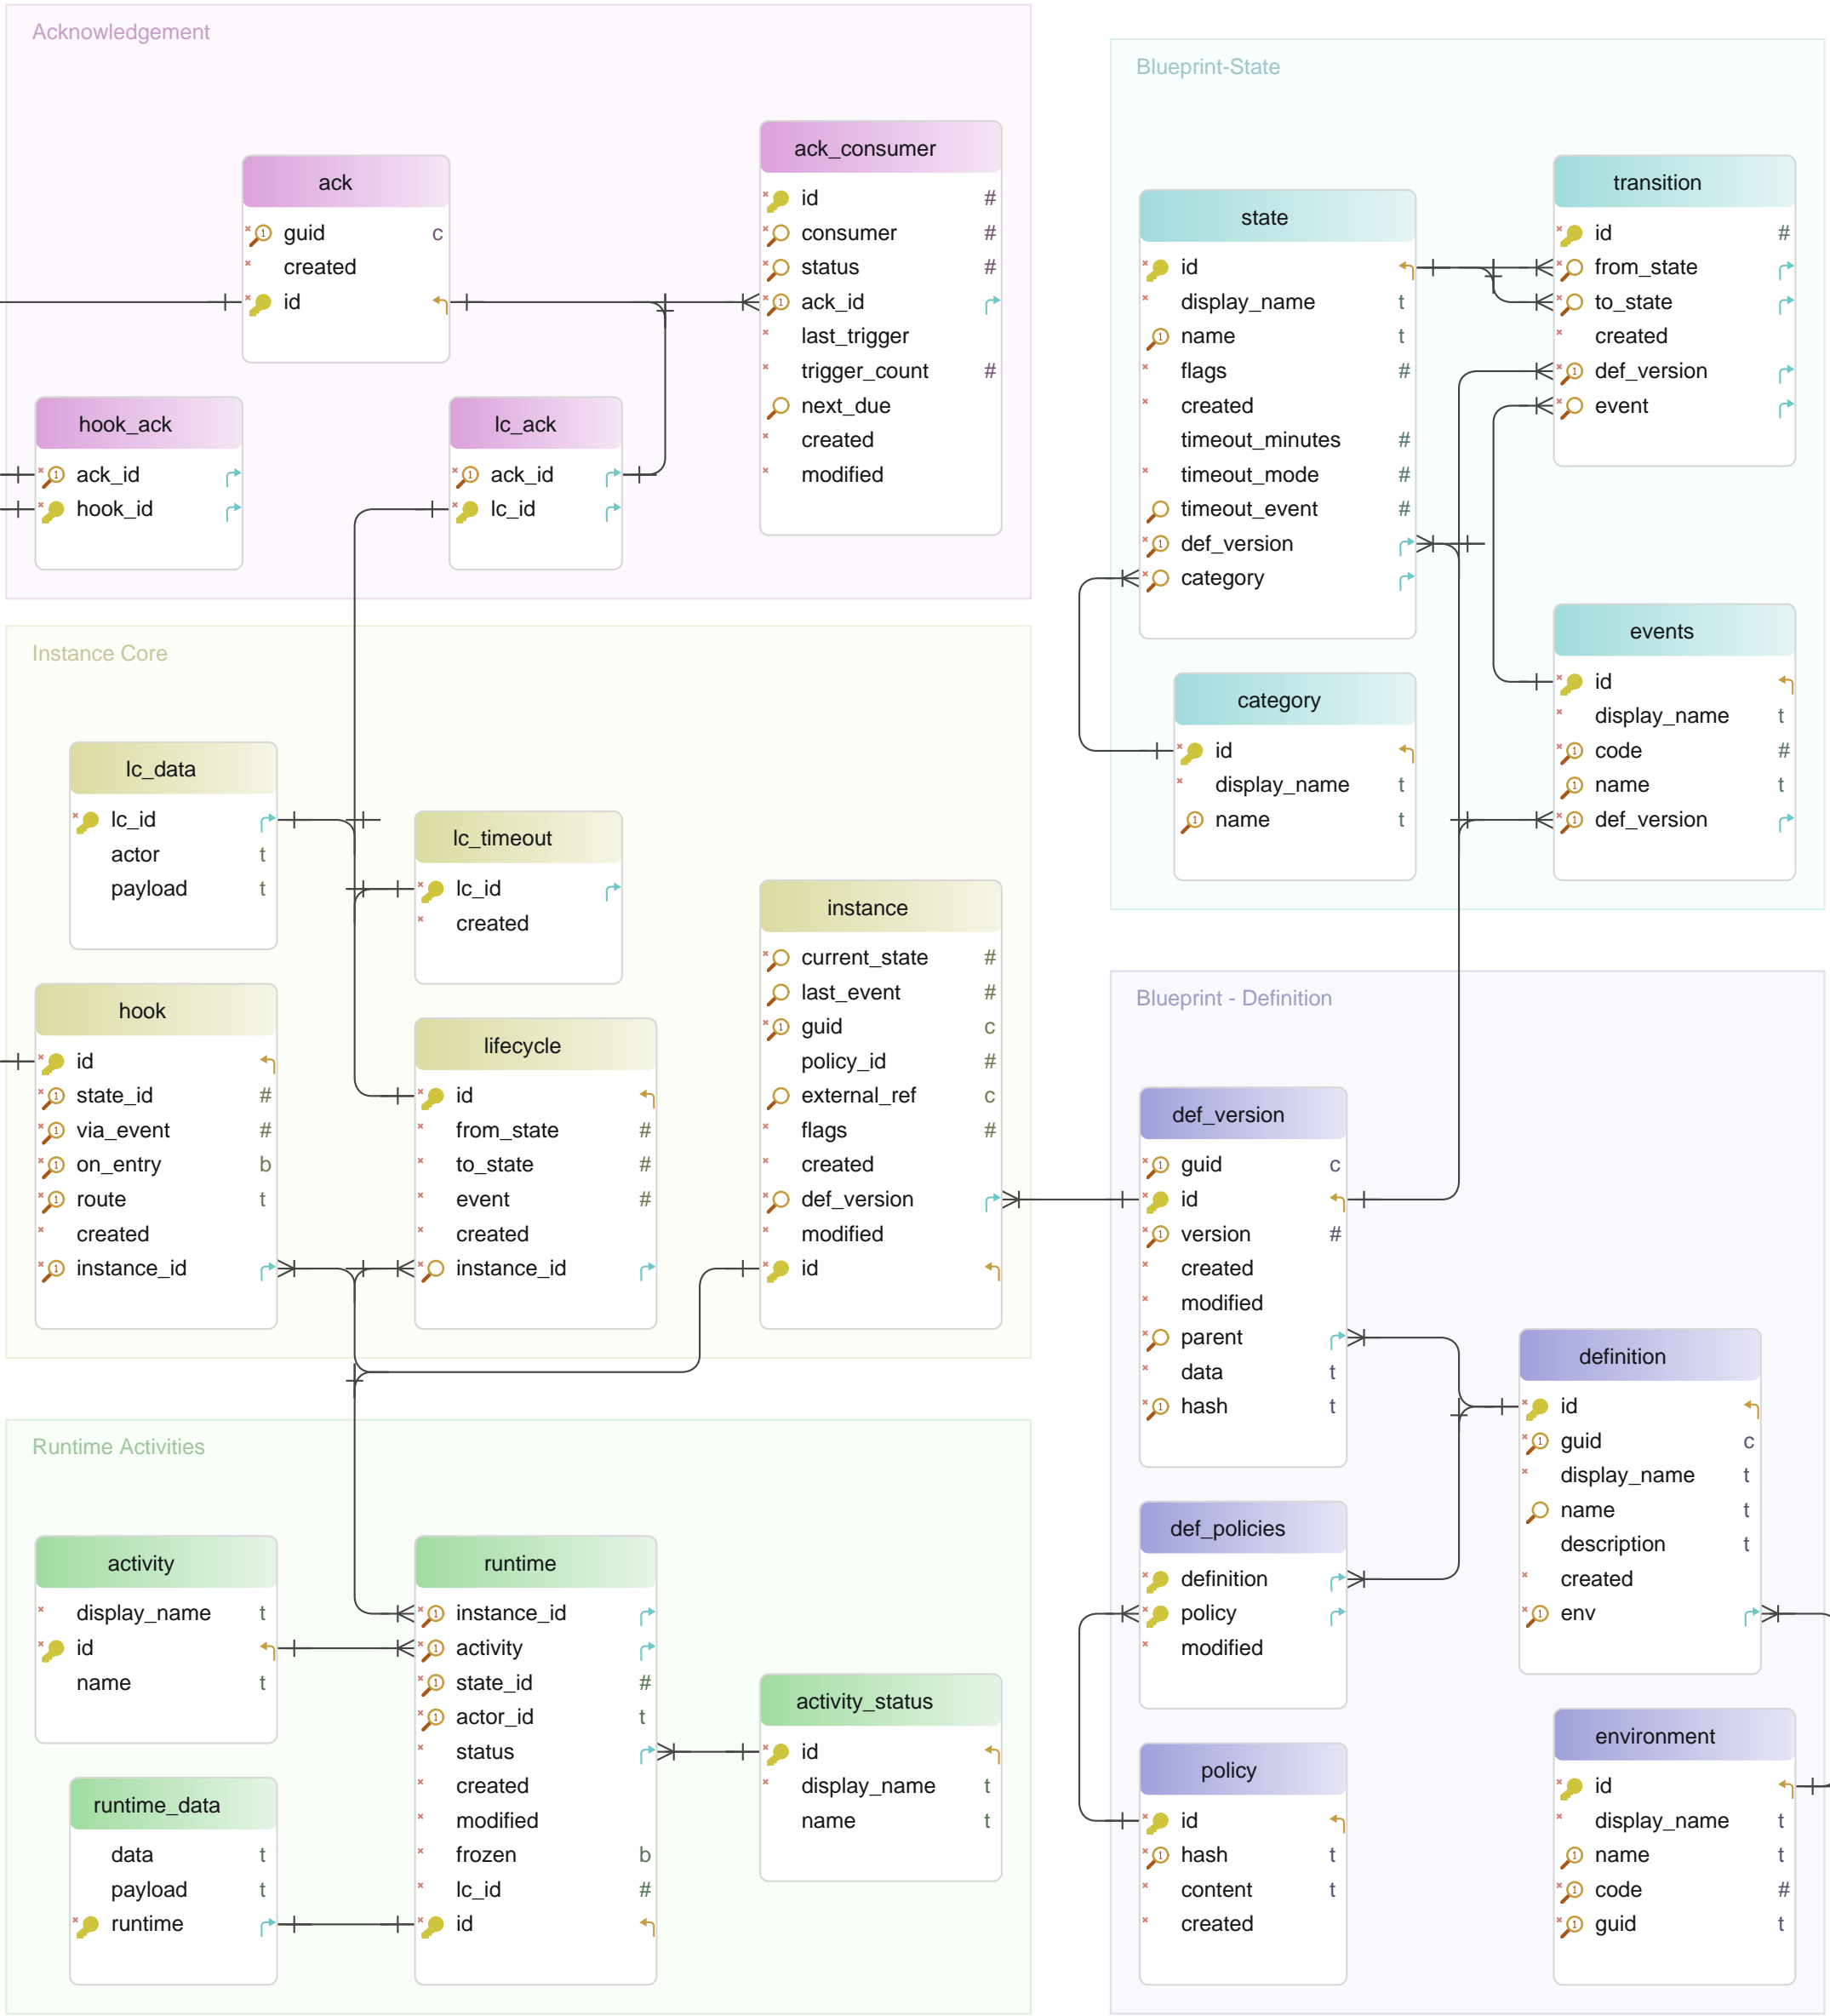 Acknowledgement
ack
guid c
created
id
ack_consumer
id #
consumer #
status #
ack_id
last_trigger
trigger_count #
next_due
created
modified
hook_ack
ack_id
hook_id
lc_ack
ack_id
lc_id
Blueprint-State
state
id
display_name t
name t
flags #
created
timeout_minutes #
timeout_mode #
timeout_event #
def_version
category
transition
id #
from_state
to_state
created
def_version
event
category
id
display_name t
name t
events
id
display_name t
code #
name t
def_version
Instance Core
lc_data
lc_id
actor t
payload t
lc_timeout
lc_id
created
hook
id
state_id #
via_event #
on_entry b
route t
created
instance_id
lifecycle
id
from_state #
to_state #
event #
created
instance_id
instance
current_state #
last_event #
guid c
policy_id #
external_ref c
flags #
created
def_version
modified
id
Blueprint - Definition
def_version
guid c
id
version #
created
modified
parent
data t
hash t
definition
id
guid c
display_name t
name t
description t
created
env
def_policies
definition
policy
modified
policy
id
hash t
content t
created
environment
id
display_name t
name t
code #
guid t
Runtime Activities
activity
display_name t
id
name t
runtime
instance_id
activity
state_id #
actor_id t
status
created
modified
frozen b
lc_id #
id
activity_status
id
display_name t
name t
runtime_data
data t
payload t
runtime